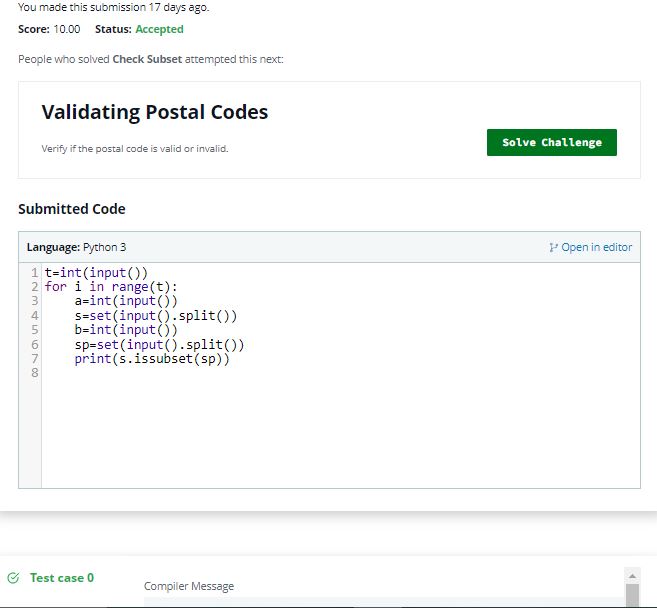 You made this submission 17 days ago.
Score: 10.00 Status: Accepted
People who solved Check Subset attempted this next:
Validating Postal Codes
Verify if the postal code is valid or invalid.
Solve Challenge
Submitted Code
Language: Python 3
Open in editor
1 t=int(input())
2 for i in range(t):
3     a=int(input())
4     s=set(input().split())
5     b=int(input())
6     sp=set(input().split())
7     print(s.issubset(sp))
8
Test case 0
Compiler Message